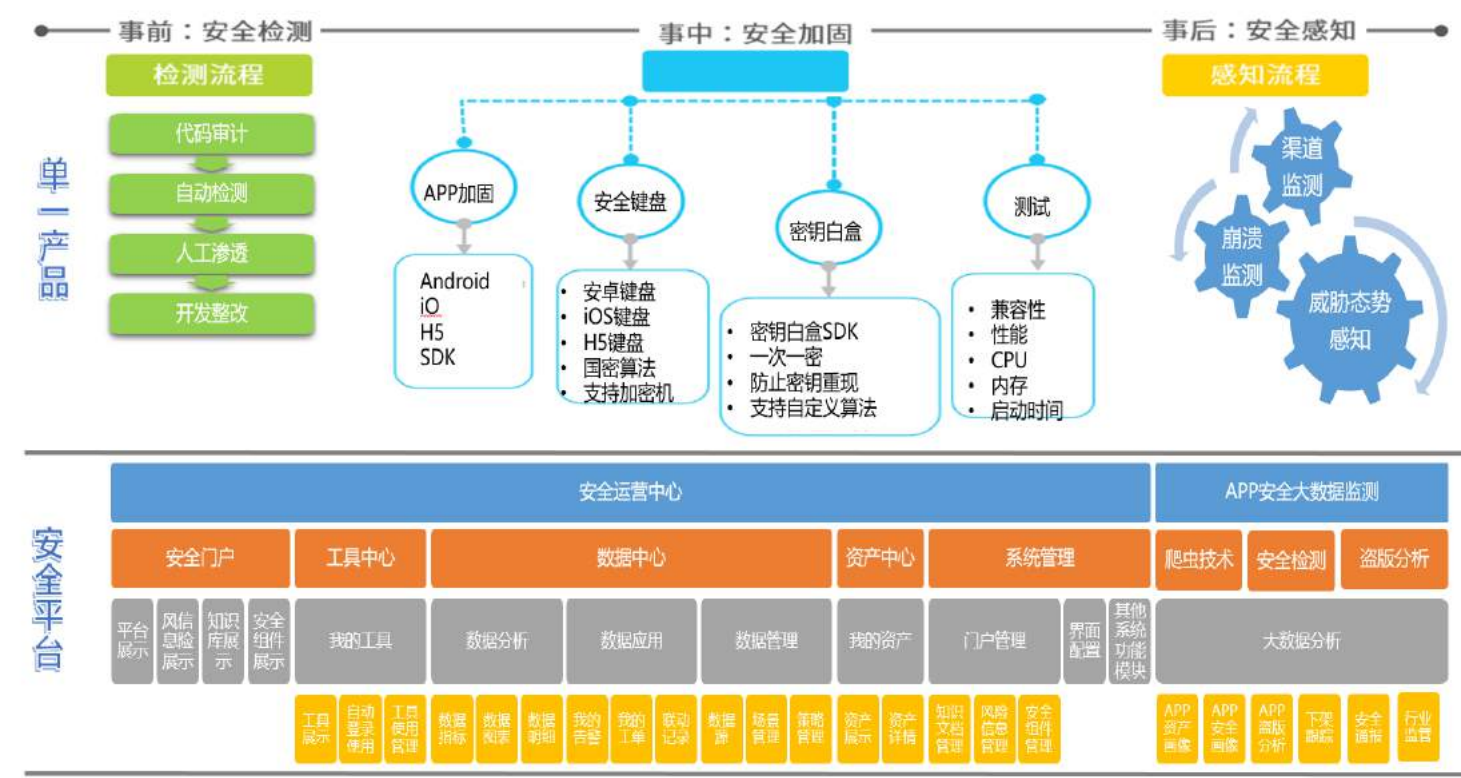 事前：安全检测
事中：安全加固
事后：安全感知
检测流程
感知流程
单一产品
代码审计
自动检测
人工渗透
开发整改
APP加固
安全键盘
密钥白盒
测试
Android
iO
H5
SDK
• 安卓键盘
• iOS键盘
• H5键盘
• 国密算法
• 支持加密机
• 密钥白盒SDK
• 一次一密
• 防止密钥重现
• 支持自定义算法
• 兼容性
• 性能
• CPU
• 内存
• 启动时间
渠道
监测
崩溃
监测
威胁态势
感知
安全平台
安全运营中心
APP安全大数据监测
安全门户
工具中心
数据中心
资产中心
系统管理
爬虫技术
安全检测
盗版分析
平台
展示
风信
息险
展示
知识
库展
示
安全
组件
展示
我的工具
数据分析
数据应用
数据管理
我的资产
门户管理
界面
配置
其他
系统
功能
模块
大数据分析
工具
展示
自动
登录
使用
工具
使用
管理
数据
指标
数据
图表
数据
明细
我的
告警
我的
工单
联动
记录
数据
源
场景
管理
策略
管理
资产
展示
资产
详情
知识
文档
管理
风险
信息
管理
安全
组件
管理
APP
资产
画像
APP
安全
画像
APP
盗版
分析
下架
跟踪
安全
通报
行业
监管